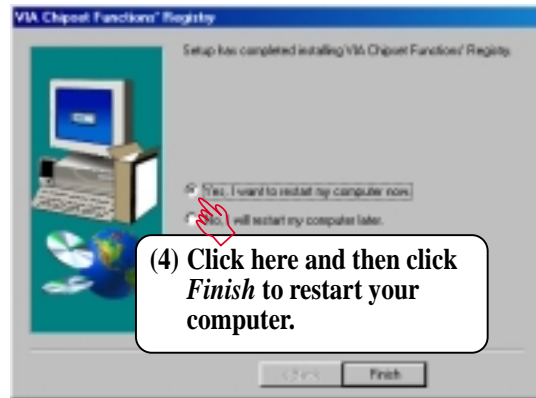 VIA Chipset Functions' Registry
Setup has completed installing VIA Chipset Functions' Registry.
Yes, I want to restart my computer now.
No, I will restart my computer later.
(4) Click here and then click
Finish to restart your
computer.
< Back
Finish